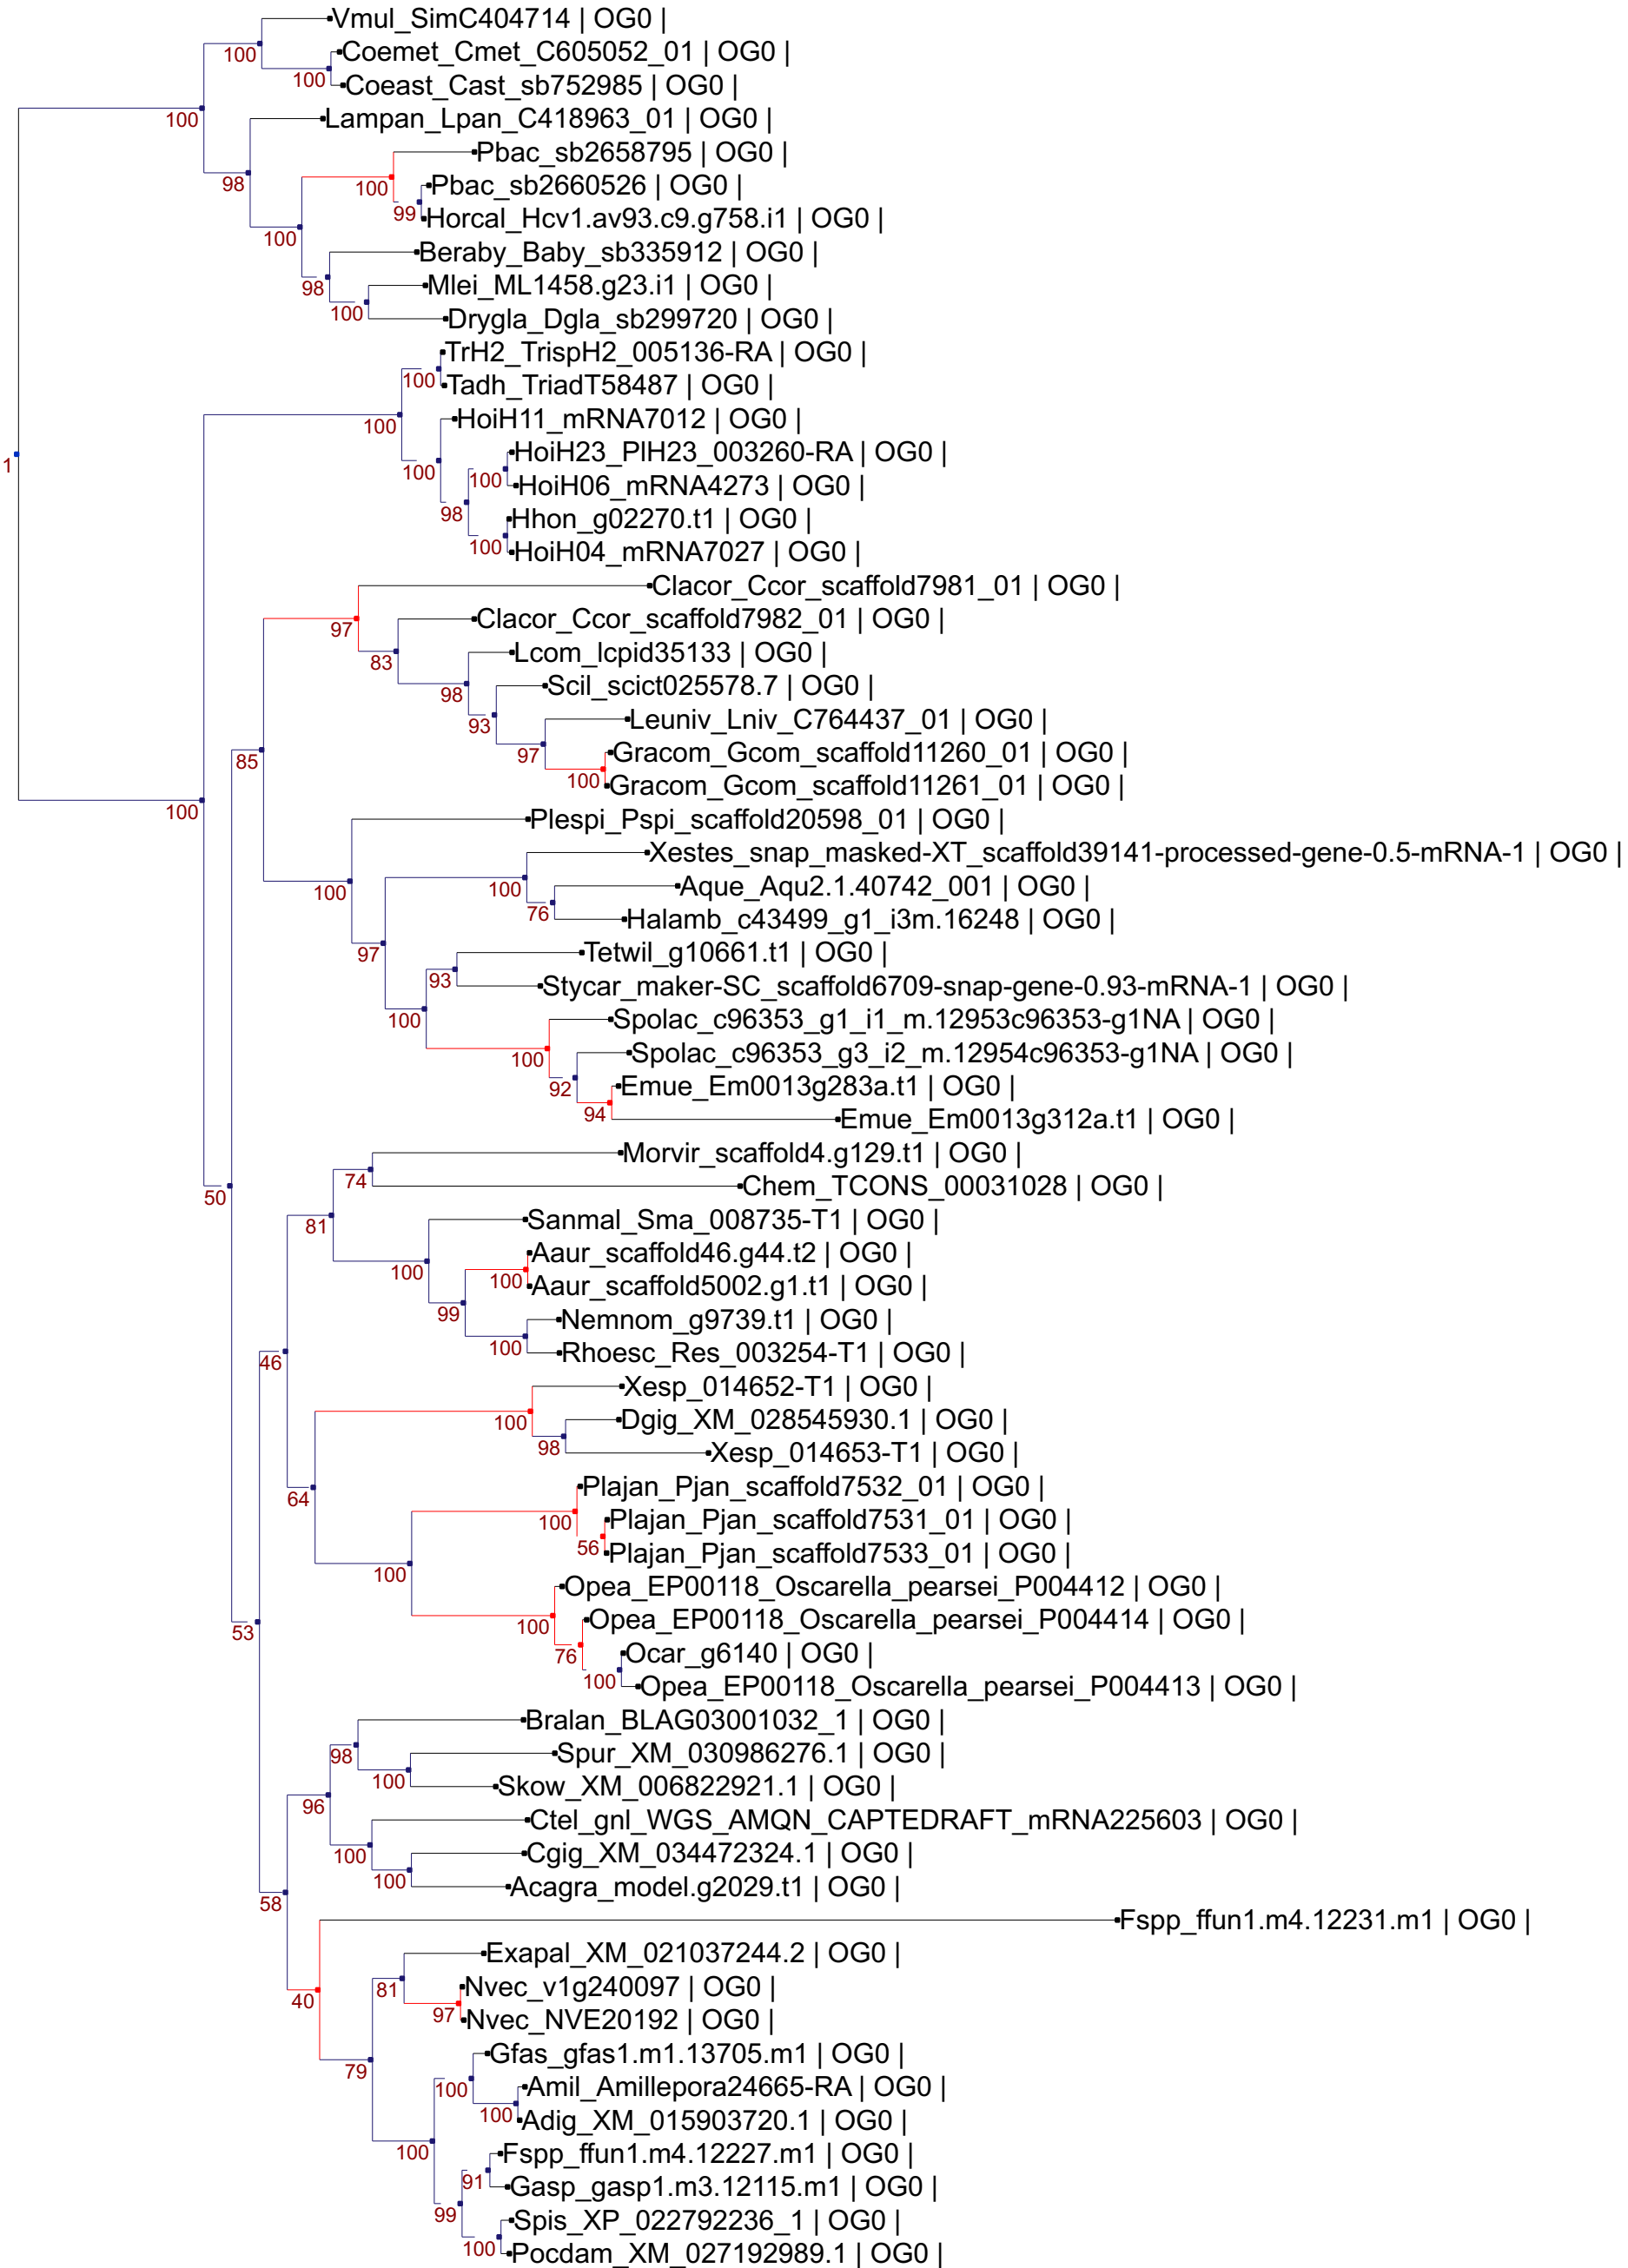 Vmul_SimC404714 | OG0 |
100
Coemet_Cmet_C605052_01 | OG0 |
100
Coeast_Cast_sb752985 | OG0 |
100
Lampan_Lpan_C418963_01 | OG0 |
98
Pbac_sb2658795 | OG0 |
100
Pbac_sb2660526 | OG0 |
99
Horcal_Hcv1.av93.c9.g758.i1 | OG0 |
100
Beraby_Baby_sb335912 | OG0 |
98
Mlei_ML1458.g23.i1 | OG0 |
100
Drygla_Dgla_sb299720 | OG0 |
TrH2_TrispH2_005136-RA | OG0 |
100
Tadh_TriadT58487 | OG0 |
100
HoiH11_mRNA7012 | OG0 |
100
HoiH23_PlH23_003260-RA | OG0 |
1
100
HoiH06_mRNA4273 | OG0 |
98
Hhon_g02270.t1 | OG0 |
100
HoiH04_mRNA7027 | OG0 |
Clacor_Ccor_scaffold7981_01 | OG0 |
97
Clacor_Ccor_scaffold7982_01 | OG0 |
83
Lcom_lcpid35133 | OG0 |
98
Scil_scict025578.7 | OG0 |
93
Leuniv_Lniv_C764437_01 | OG0 |
97
Gracom_Gcom_scaffold11260_01 | OG0 |
85
100
Gracom_Gcom_scaffold11261_01 | OG0 |
100
Plespi_Pspi_scaffold20598_01 | OG0 |
Xestes_snap_masked-XT_scaffold39141-processed-gene-0.5-mRNA-1 | OG0 |
100
100
Aque_Aqu2.1.40742_001 | OG0 |
76
Halamb_c43499_g1_i3m.16248 | OG0 |
97
Tetwil_g10661.t1 | OG0 |
93
Stycar_maker-SC_scaffold6709-snap-gene-0.93-mRNA-1 | OG0 |
100
Spolac_c96353_g1_i1_m.12953c96353-g1NA | OG0 |
100
Spolac_c96353_g3_i2_m.12954c96353-g1NA | OG0 |
92
Emue_Em0013g283a.t1 | OG0 |
94
Emue_Em0013g312a.t1 | OG0 |
Morvir_scaffold4.g129.t1 | OG0 |
74
Chem_TCONS_00031028 | OG0 |
50
Sanmal_Sma_008735-T1 | OG0 |
81
Aaur_scaffold46.g44.t2 | OG0 |
100
100
Aaur_scaffold5002.g1.t1 | OG0 |
99
Nemnom_g9739.t1 | OG0 |
100
Rhoesc_Res_003254-T1 | OG0 |
46
Xesp_014652-T1 | OG0 |
100
Dgig_XM_028545930.1 | OG0 |
98
Xesp_014653-T1 | OG0 |
Plajan_Pjan_scaffold7532_01 | OG0 |
64
100
Plajan_Pjan_scaffold7531_01 | OG0 |
56
Plajan_Pjan_scaffold7533_01 | OG0 |
100
Opea_EP00118_Oscarella_pearsei_P004412 | OG0 |
100
Opea_EP00118_Oscarella_pearsei_P004414 | OG0 |
53
76
Ocar_g6140 | OG0 |
100
Opea_EP00118_Oscarella_pearsei_P004413 | OG0 |
Bralan_BLAG03001032_1 | OG0 |
98
Spur_XM_030986276.1 | OG0 |
100
Skow_XM_006822921.1 | OG0 |
96
Ctel_gnl_WGS_AMQN_CAPTEDRAFT_mRNA225603 | OG0 |
100
Cgig_XM_034472324.1 | OG0 |
100
Acagra_model.g2029.t1 | OG0 |
58
Fspp_ffun1.m4.12231.m1 | OG0 |
Exapal_XM_021037244.2 | OG0 |
81
Nvec_v1g240097 | OG0 |
40
97
Nvec_NVE20192 | OG0 |
Gfas_gfas1.m1.13705.m1 | OG0 |
79
100
Amil_Amillepora24665-RA | OG0 |
100
Adig_XM_015903720.1 | OG0 |
100
Fspp_ffun1.m4.12227.m1 | OG0 |
91
Gasp_gasp1.m3.12115.m1 | OG0 |
99
Spis_XP_022792236_1 | OG0 |
100
Pocdam_XM_027192989.1 | OG0 |